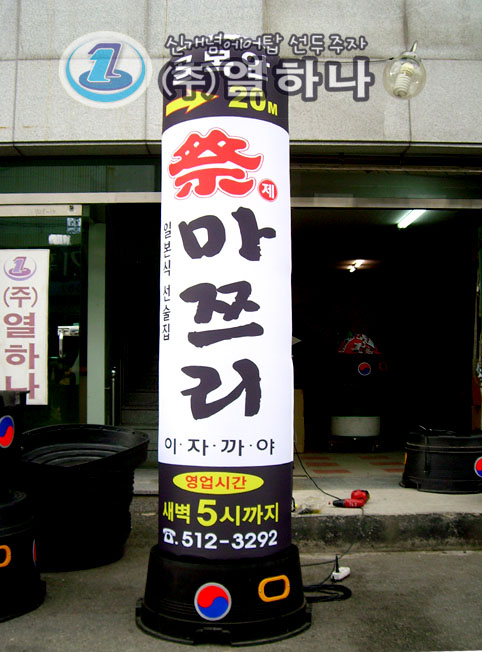 신개념에어탑 선두주자
1
(주)열하나
20M
祭
제
마쯔리
일본식 선술집
이·자·까·야
영업시간
새벽 5시까지
☎. 512-3292
1
(주)
열하나